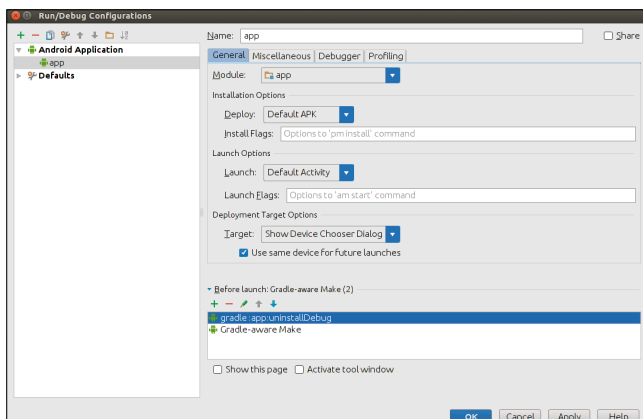 Run/Debug Configurations
Name: app
Share
Android Application
app
Defaults
General Miscellaneous Debugger Profiling
Module: app
Installation Options
Deploy: Default APK
Install Flags: Options to 'pm install' command
Launch Options
Launch: Default Activity
Launch Flags: Options to 'am start' command
Deployment Target Options
Target: Show Device Chooser Dialog
Use same device for future launches
Before launch: Gradle-aware Make (2)
gradle :app:uninstallDebug
Gradle-aware Make
Show this page Activate tool window
OK Cancel Apply Help